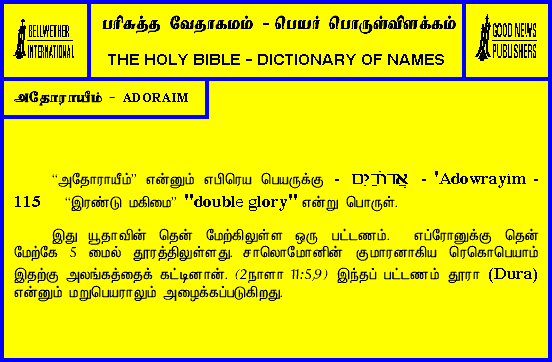 BELLWETHER
INTERNATIONAL
பரிசுத்த வேதாகமம் - பெயர் பொருள்விளக்கம்
THE HOLY BIBLE - DICTIONARY OF NAMES
GOOD NEWS
PUBLISHERS
அதோராயீம் - ADORAIM
“அதோராயீம்” என்னும் எபிரெய பெயருக்கு - אֲדוֹרַיִם - 'Adowrayim -
115 “இரண்டு மகிமை” "double glory" என்று பொருள்.
இது யூதாவின் தென் மேற்கிலுள்ள ஒரு பட்டணம். எப்ரோனுக்கு தென்
மேற்கே 5 மைல் தூரத்திலுள்ளது. சாலொமோனின் குமாரனாகிய ரெகொபெயாம்
இதற்கு அலங்கத்தைக் கட்டினான். (2நாளா 11:5,9) இந்தப் பட்டணம் தூரா (Dura)
என்னும் மறுபெயராலும் அழைக்கப்படுகிறது.